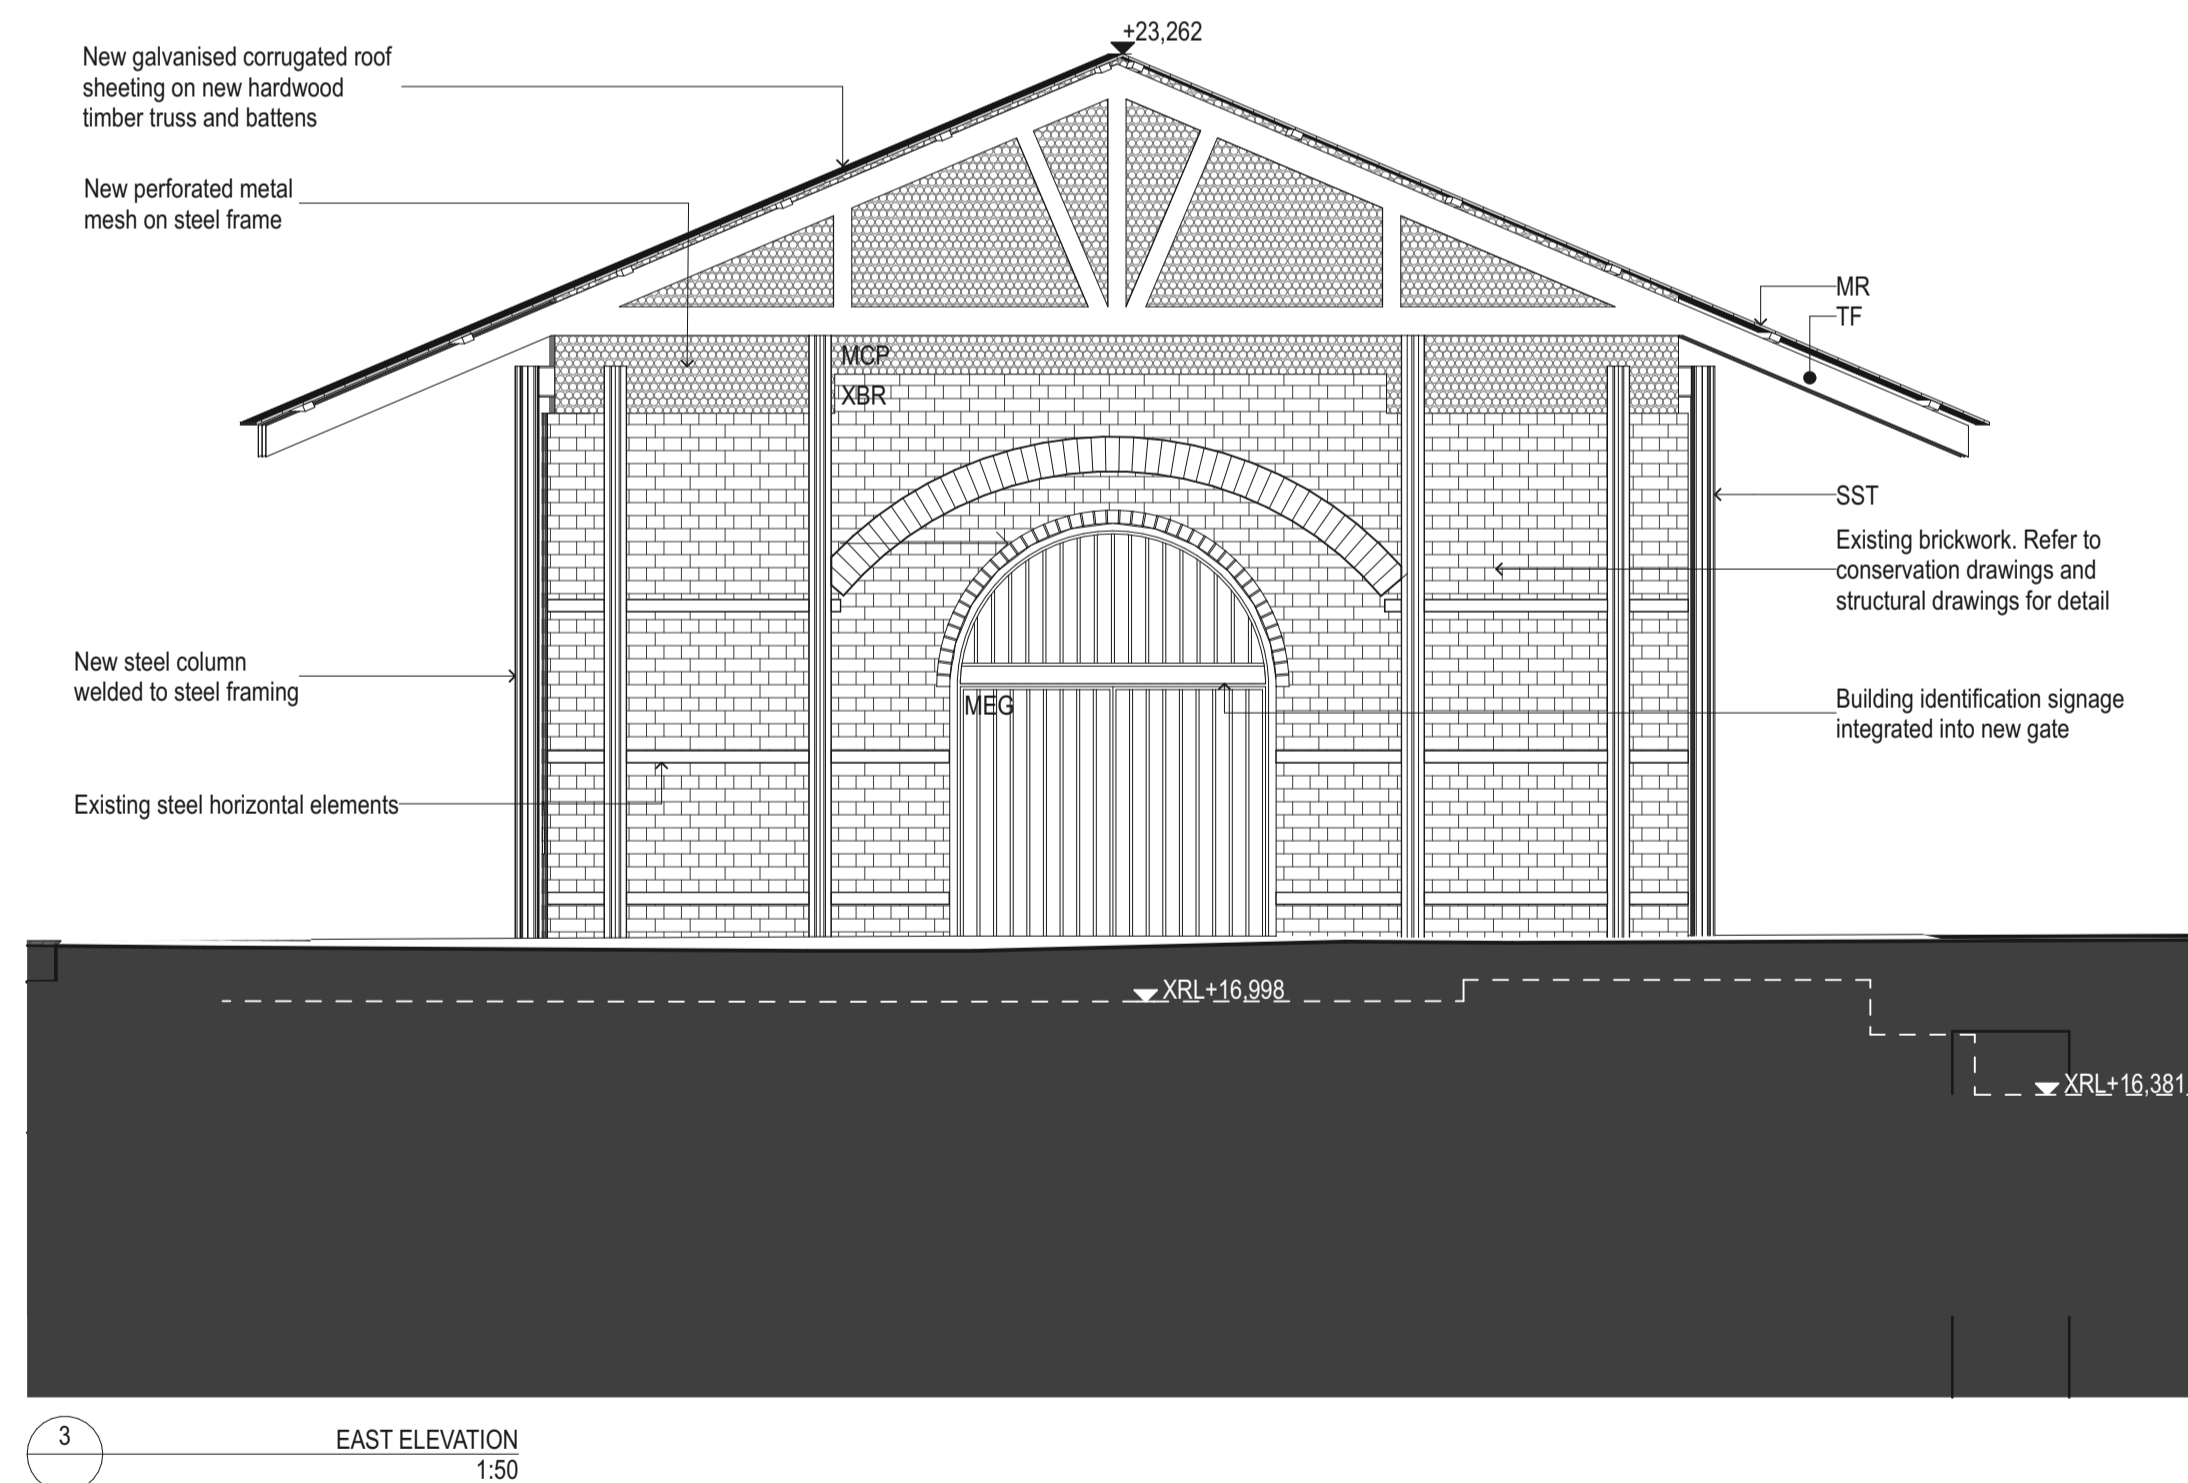 +23,262
New galvanised corrugated roof
sheeting on new hardwood
timber truss and battens
New perforated metal
mesh on steel frame
MR
TF
MCP
XBR
SST
Existing brickwork. Refer to
conservation drawings and
structural drawings for detail
New steel column
welded to steel framing
MEG
Building identification signage
integrated into new gate
Existing steel horizontal elements
XRL+16,998
XRL+16,381
3
EAST ELEVATION
1:50